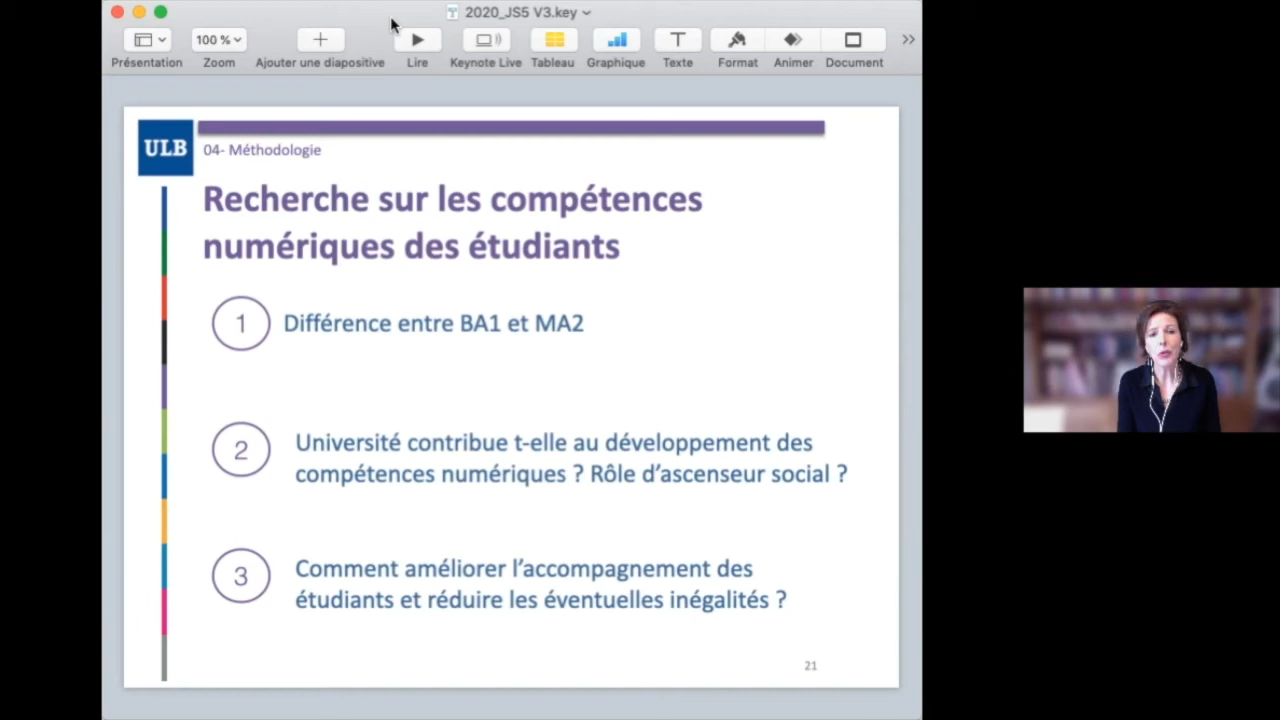 2020_JS5 V3.key
100 %
Présentation
Zoom
Ajouter une diapositive
Lire
Keynote Live
Tableau
Graphique
Texte
Format
Animer
Document
ULB
04- Méthodologie
Recherche sur les compétences
numériques des étudiants
1
Différence entre BA1 et MA2
2
Université contribue t-elle au développement des
compétences numériques ? Rôle d’ascenseur social ?
3
Comment améliorer l’accompagnement des
étudiants et réduire les éventuelles inégalités ?
21